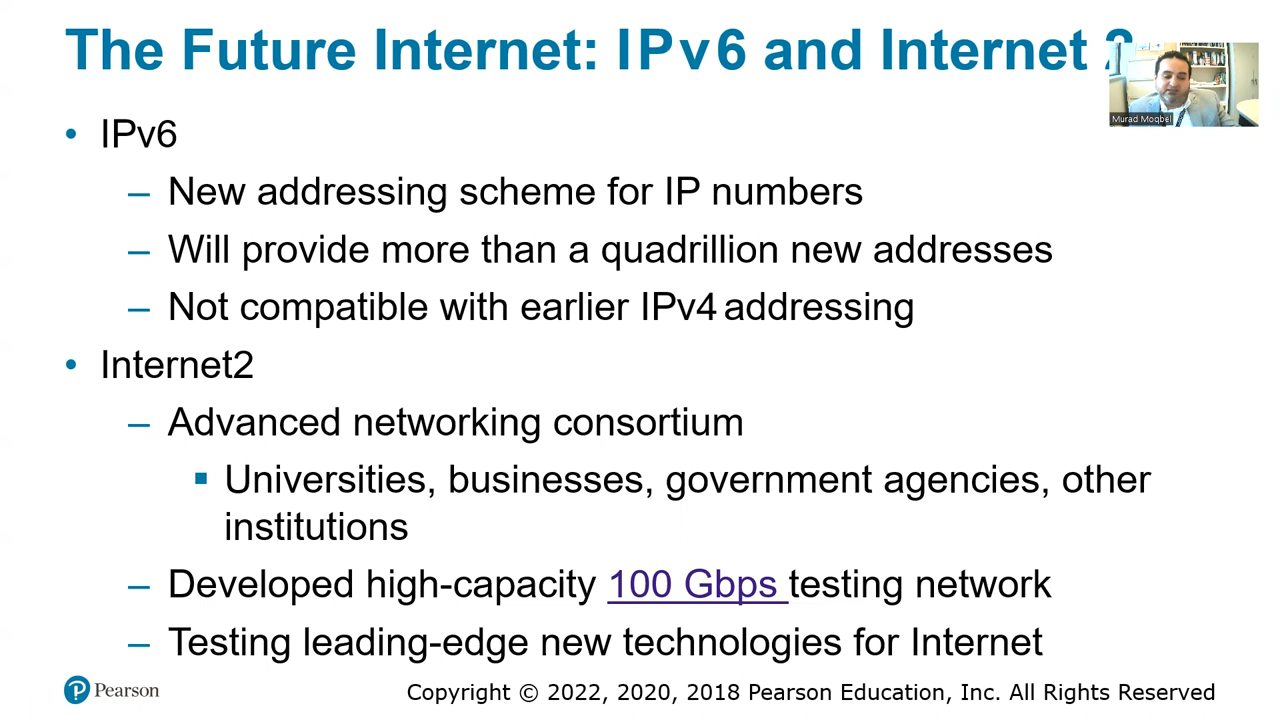 The Future Internet: IPv6 and Internet 2
Murad Moqbel
• IPv6
– New addressing scheme for IP numbers
– Will provide more than a quadrillion new addresses
– Not compatible with earlier IPv4 addressing
• Internet2
– Advanced networking consortium
▪ Universities, businesses, government agencies, other
institutions
– Developed high-capacity 100 Gbps testing network
– Testing leading-edge new technologies for Internet
Pearson
Copyright © 2022, 2020, 2018 Pearson Education, Inc. All Rights Reserved